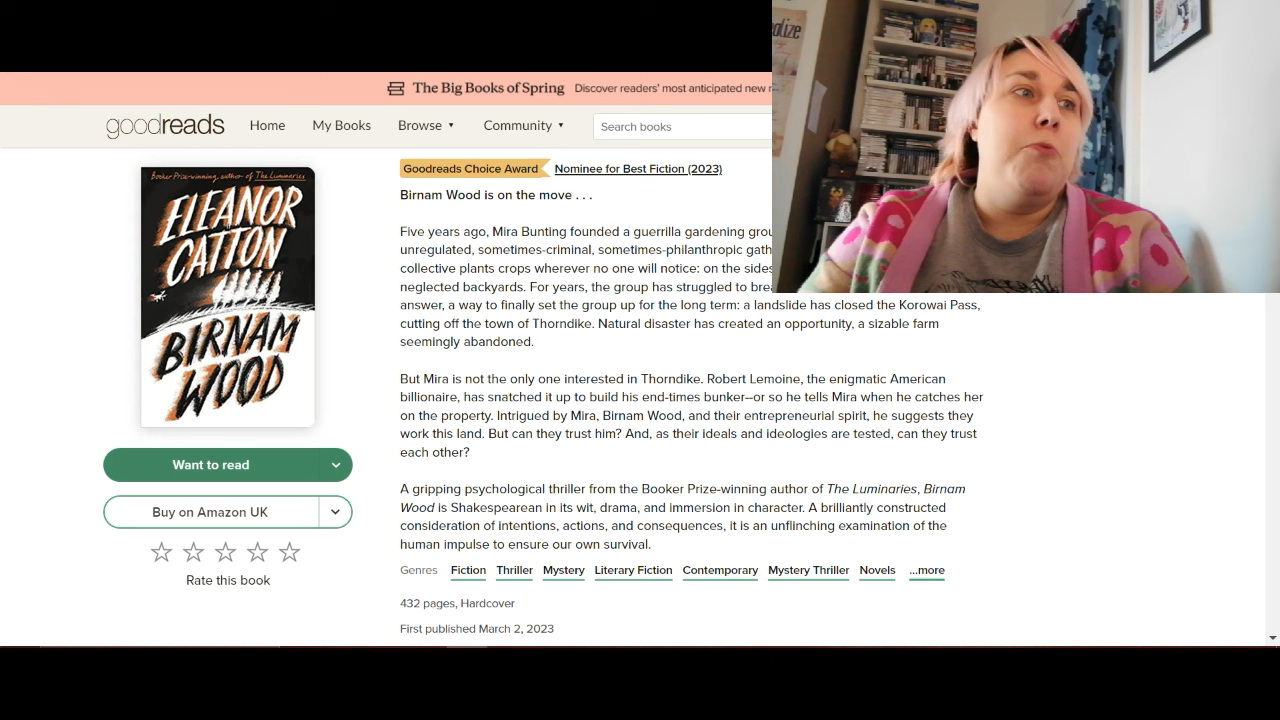 alize
The Big Books of Spring Discover readers' most anticipated new
goodreads Home My Books Browse Community Search books
Booker Prize-winning author of The Luminaries
ELEANOR
CATTON
BIRNAM
WOOD
Want to read
Buy on Amazon UK
Rate this book
Goodreads Choice Award Nominee for Best Fiction (2023)
Birnam Wood is on the move . . .
Five years ago, Mira Bunting founded a guerrilla gardening grou
unregulated, sometimes-criminal, sometimes-philanthropic gath
collective plants crops wherever no one will notice: on the sides
neglected backyards. For years, the group has struggled to brea
answer, a way to finally set the group up for the long term: a landslide has closed the Korowai Pass,
cutting off the town of Thorndike. Natural disaster has created an opportunity, a sizable farm
seemingly abandoned.
But Mira is not the only one interested in Thorndike. Robert Lemoine, the enigmatic American
billionaire, has snatched it up to build his end-times bunker–or so he tells Mira when he catches her
on the property. Intrigued by Mira, Birnam Wood, and their entrepreneurial spirit, he suggests they
work this land. But can they trust him? And, as their ideals and ideologies are tested, can they trust
each other?
A gripping psychological thriller from the Booker Prize-winning author of The Luminaries, Birnam
Wood is Shakespearean in its wit, drama, and immersion in character. A brilliantly constructed
consideration of intentions, actions, and consequences, it is an unflinching examination of the
human impulse to ensure our own survival.
Genres Fiction Thriller Mystery Literary Fiction Contemporary Mystery Thriller Novels ...more
432 pages, Hardcover
First published March 2, 2023